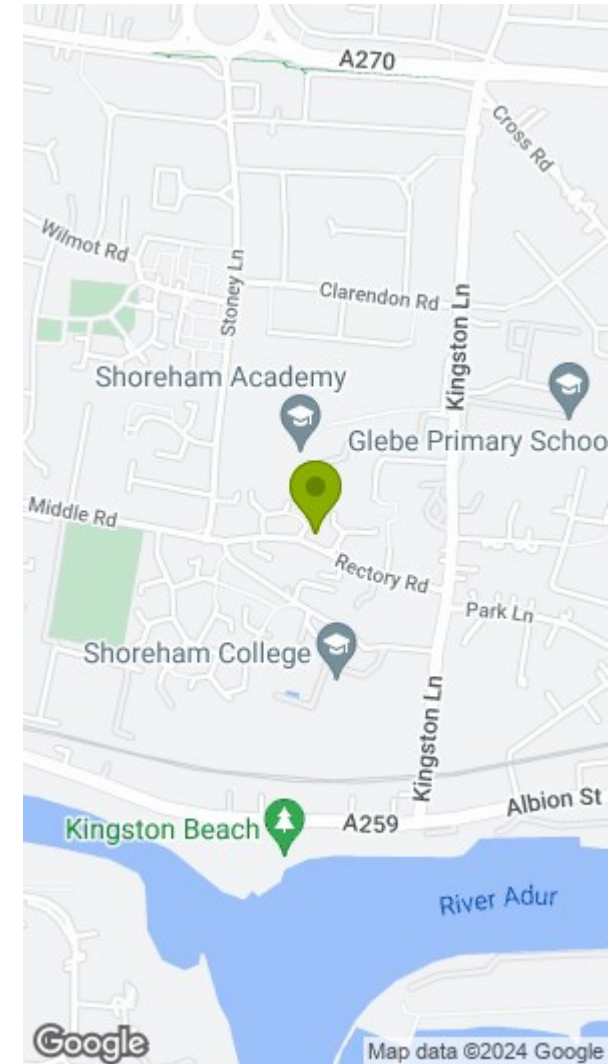 A270
Cross Rd
Wilmot Rd
Stoney Ln
Clarendon Rd
Kingston Ln
Shoreham Academy
Glebe Primary Schoo
Middle Rd
Rectory Rd
Park Ln
Shoreham College
Kingston Ln
Albion St
Kingston Beach
A259
River Adur
Google
Map data ©2024 Google